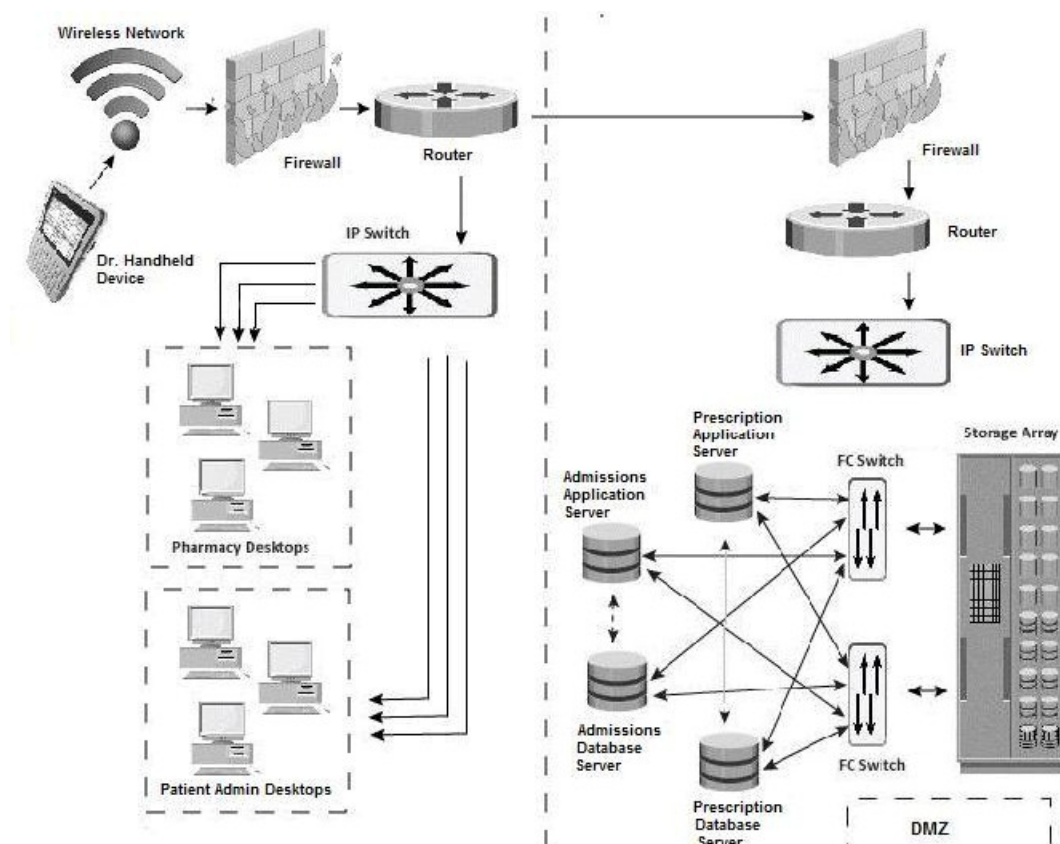 Wireless Network
Firewall
Router
Dr. Handheld
Device
IP Switch
Pharmacy Desktops
Patient Admin Desktops
Firewall
Router
IP Switch
Prescription
Application
Server
Storage Array
FC Switch
Admissions
Application
Server
Admissions
Database
Server
FC Switch
Prescription
Database
Server
DMZ